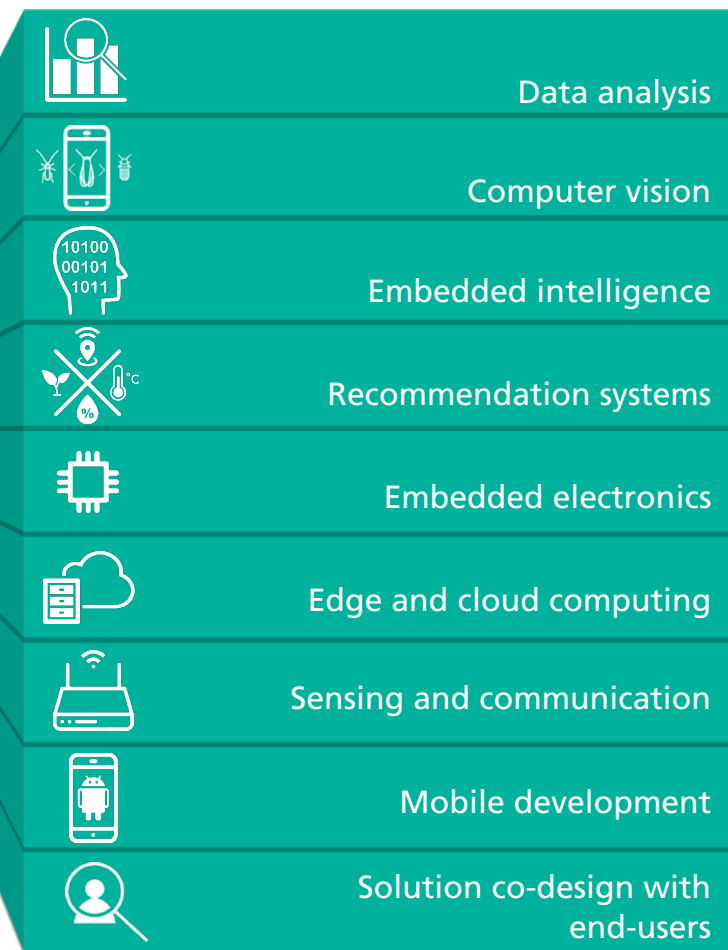 Data analysis
Computer vision
10100
00101
1011
Embedded intelligence
°C
%
Recommendation systems
Embedded electronics
Edge and cloud computing
Sensing and communication
Mobile development
Solution co-design with
end-users